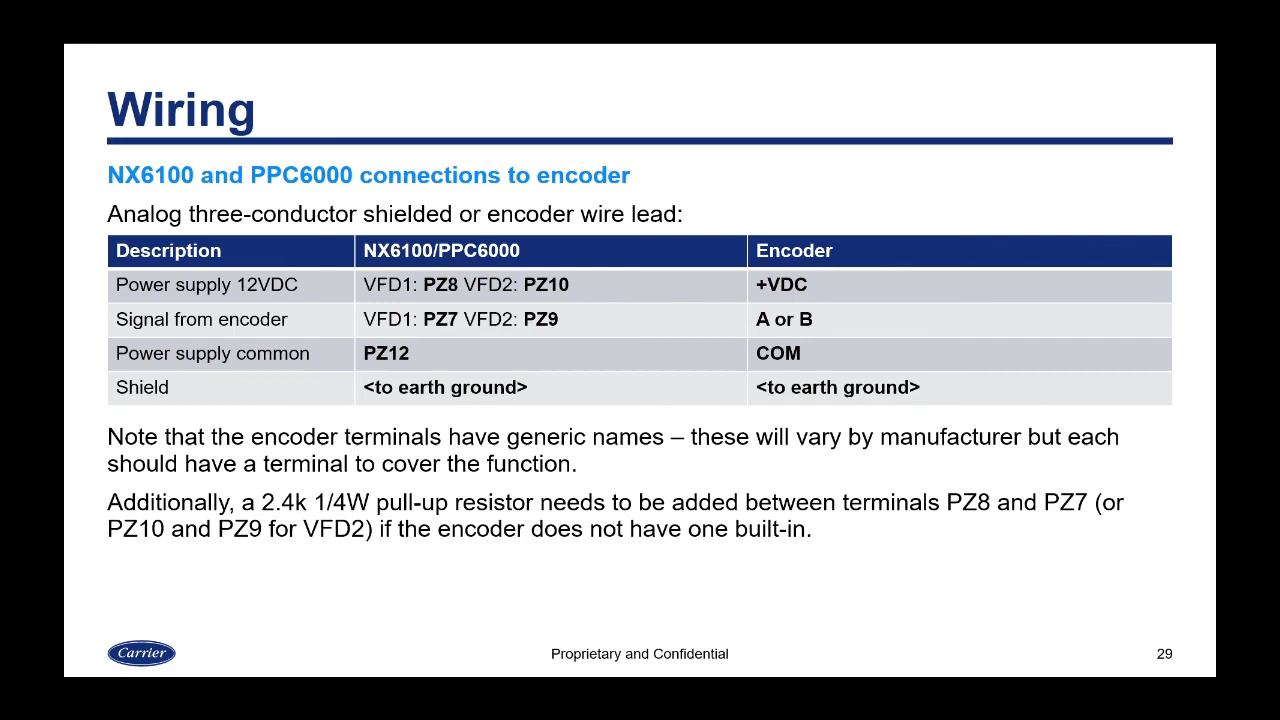 Wiring
NX6100 and PPC6000 connections to encoder
Analog three-conductor shielded or encoder wire lead:
Description NX6100/PPC6000 Encoder
Power supply 12VDC VFD1: PZ8 VFD2: PZ10 +VDC
Signal from encoder VFD1: PZ7 VFD2: PZ9 A or B
Power supply common PZ12 COM
Shield <to earth ground> <to earth ground>
Note that the encoder terminals have generic names – these will vary by manufacturer but each
should have a terminal to cover the function.
Additionally, a 2.4k 1/4W pull-up resistor needs to be added between terminals PZ8 and PZ7 (or
PZ10 and PZ9 for VFD2) if the encoder does not have one built-in.
Carrier Proprietary and Confidential 29